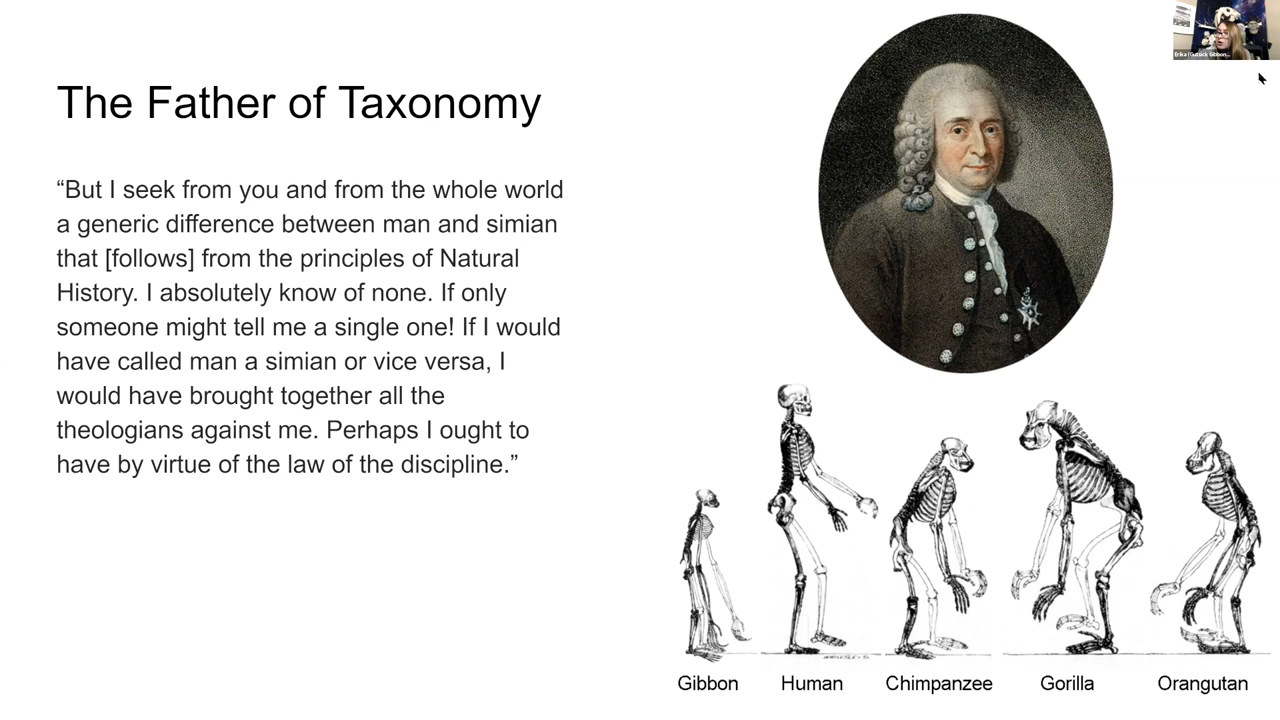 Erika (Gutsick Gibbon...
The Father of Taxonomy
“But I seek from you and from the whole world
a generic difference between man and simian
that [follows] from the principles of Natural
History. I absolutely know of none. If only
someone might tell me a single one! If I would
have called man a simian or vice versa, I
would have brought together all the
theologians against me. Perhaps I ought to
have by virtue of the law of the discipline.”
Gibbon Human Chimpanzee Gorilla Orangutan